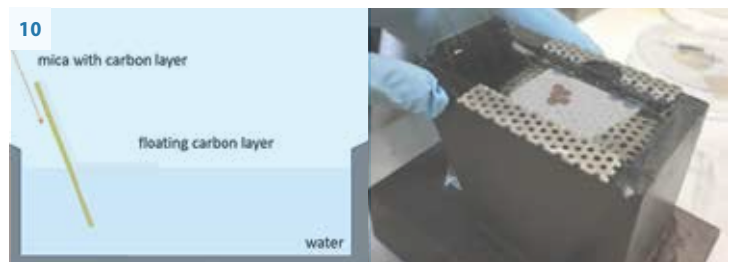 10
mica with carbon layer
floating carbon layer
water